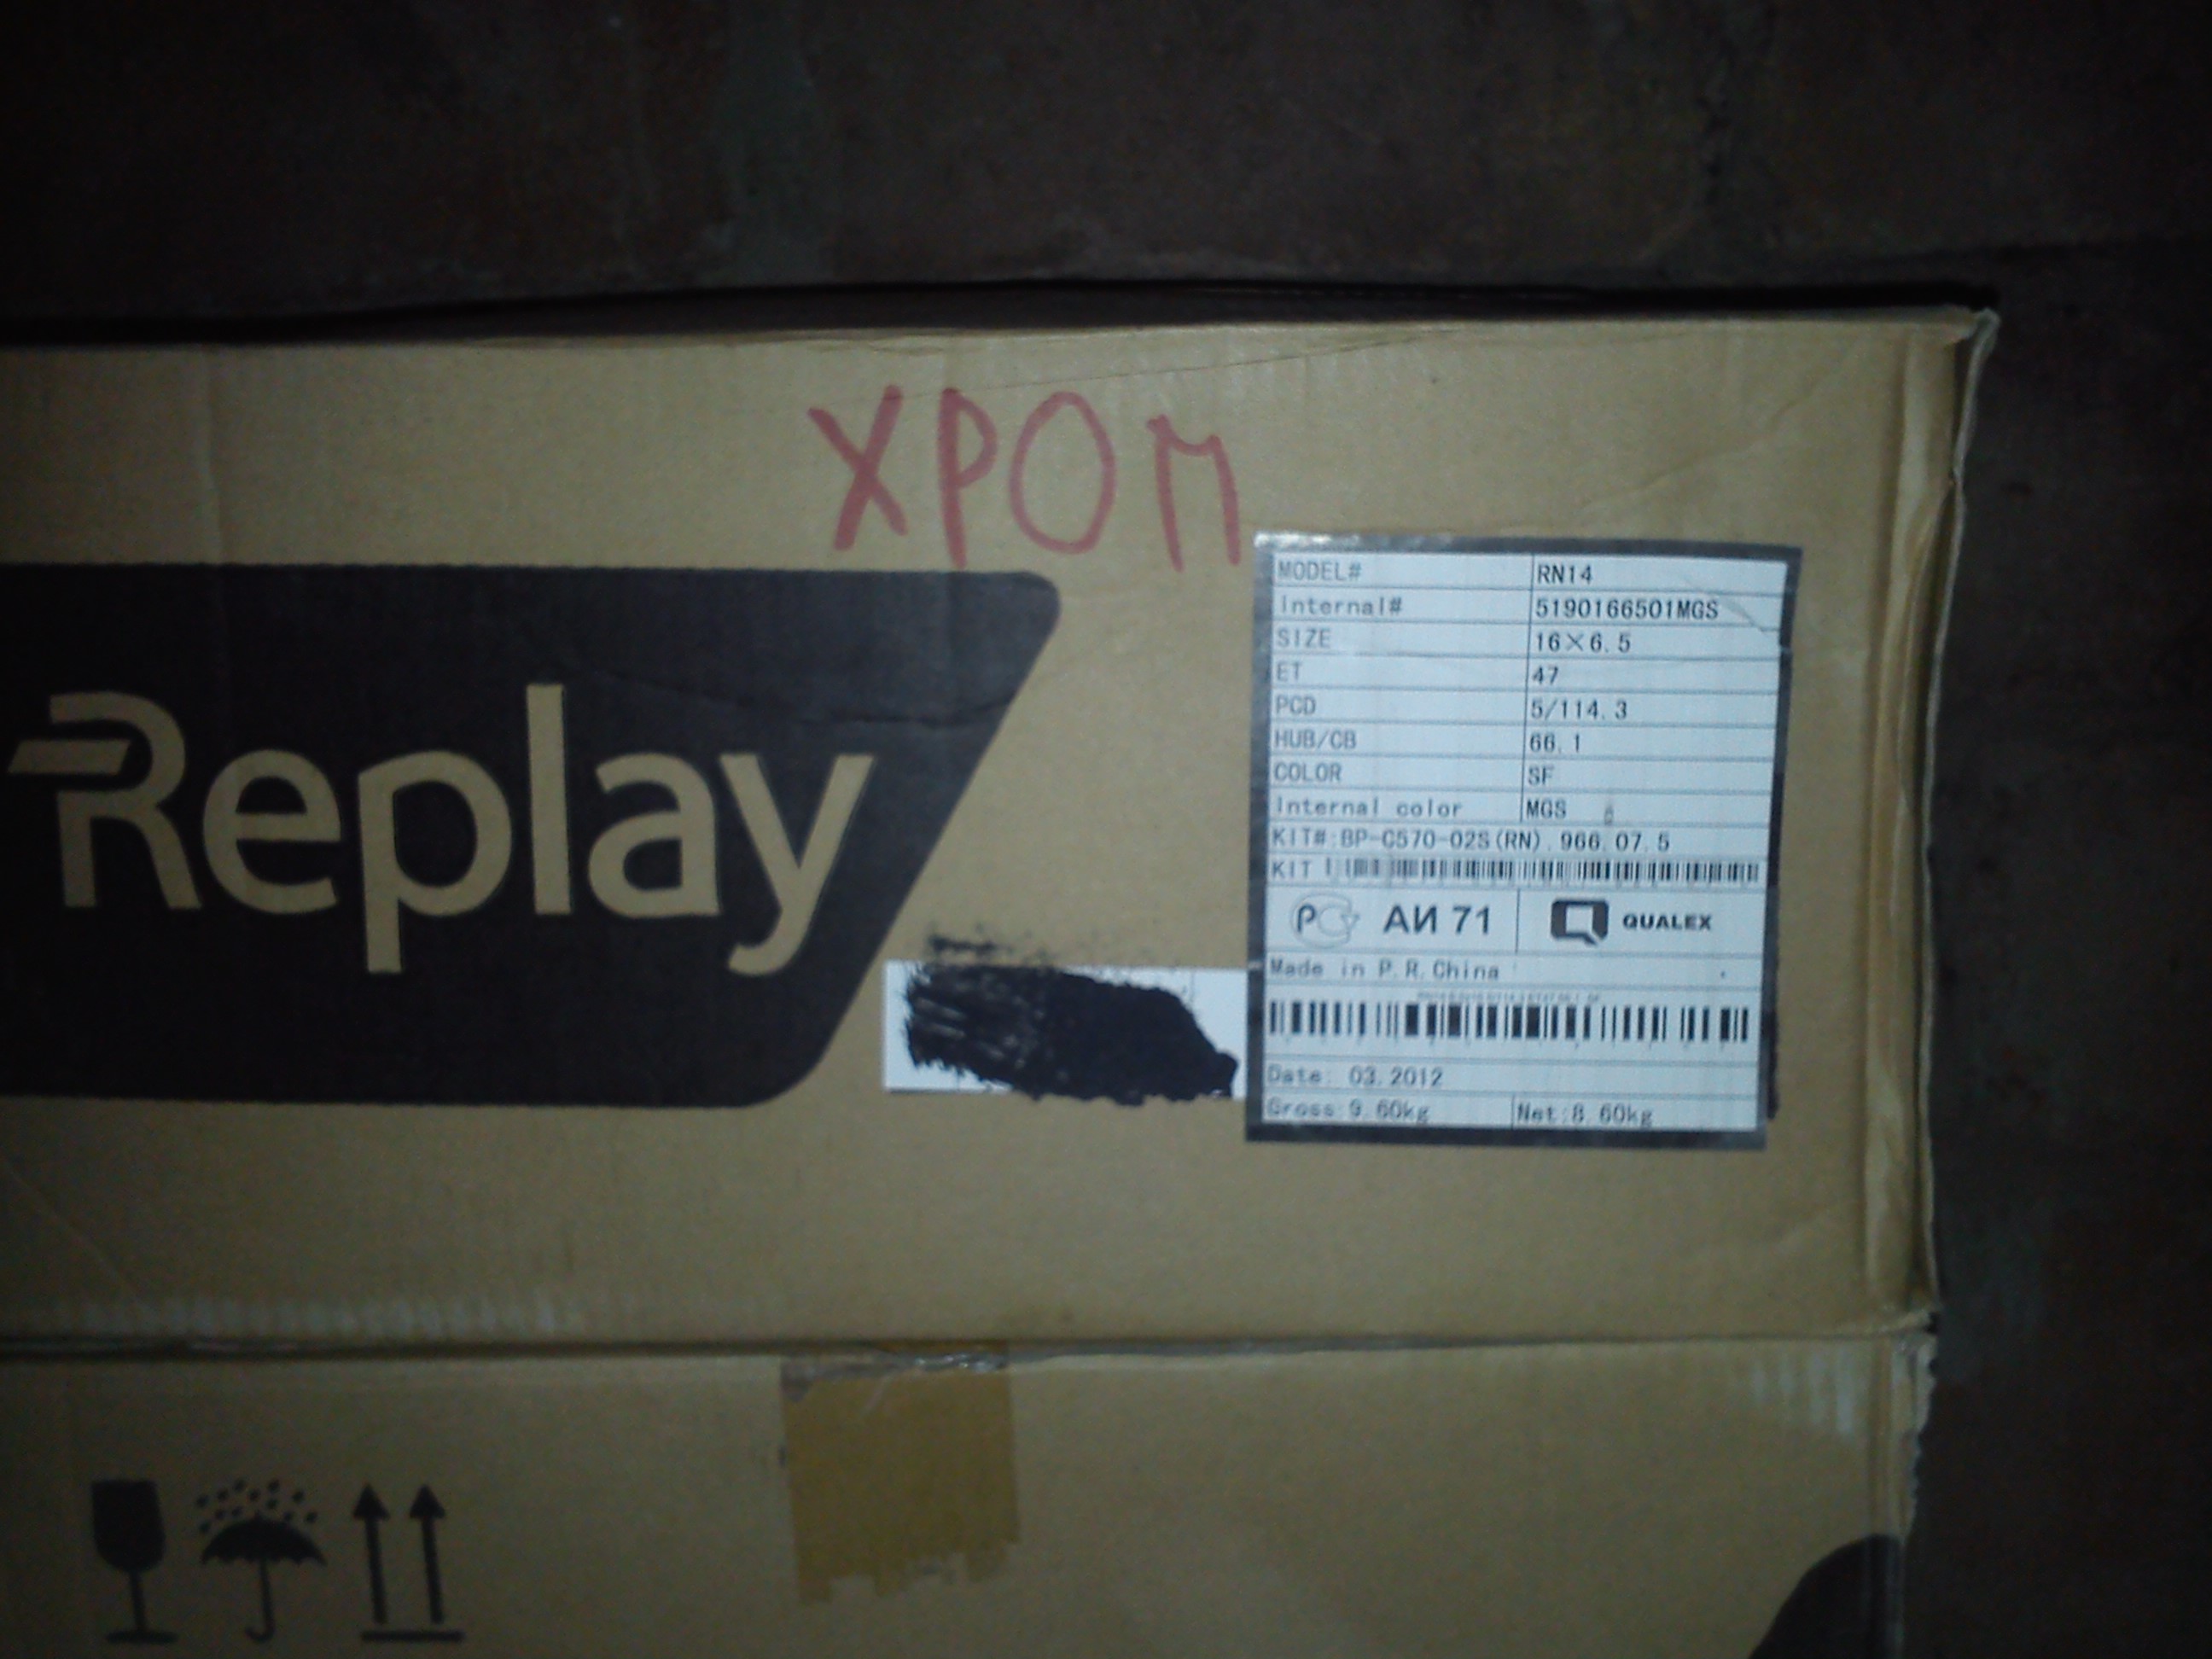 ХРОМ
Replay
MODEL# RN14
Internal# 5190166501MGS
SIZE 16×6.5
ET 47
PCD 5/114.3
HUB/CB 66.1
COLOR SF
Internal color MGS
KIT#:BP-C570-02S(RN).966.07.5
KIT
РСТ АИ 71 QUALEX
Made in P.R.China
Date: 03.2012
Gross:9.60kg Net:8.60kg